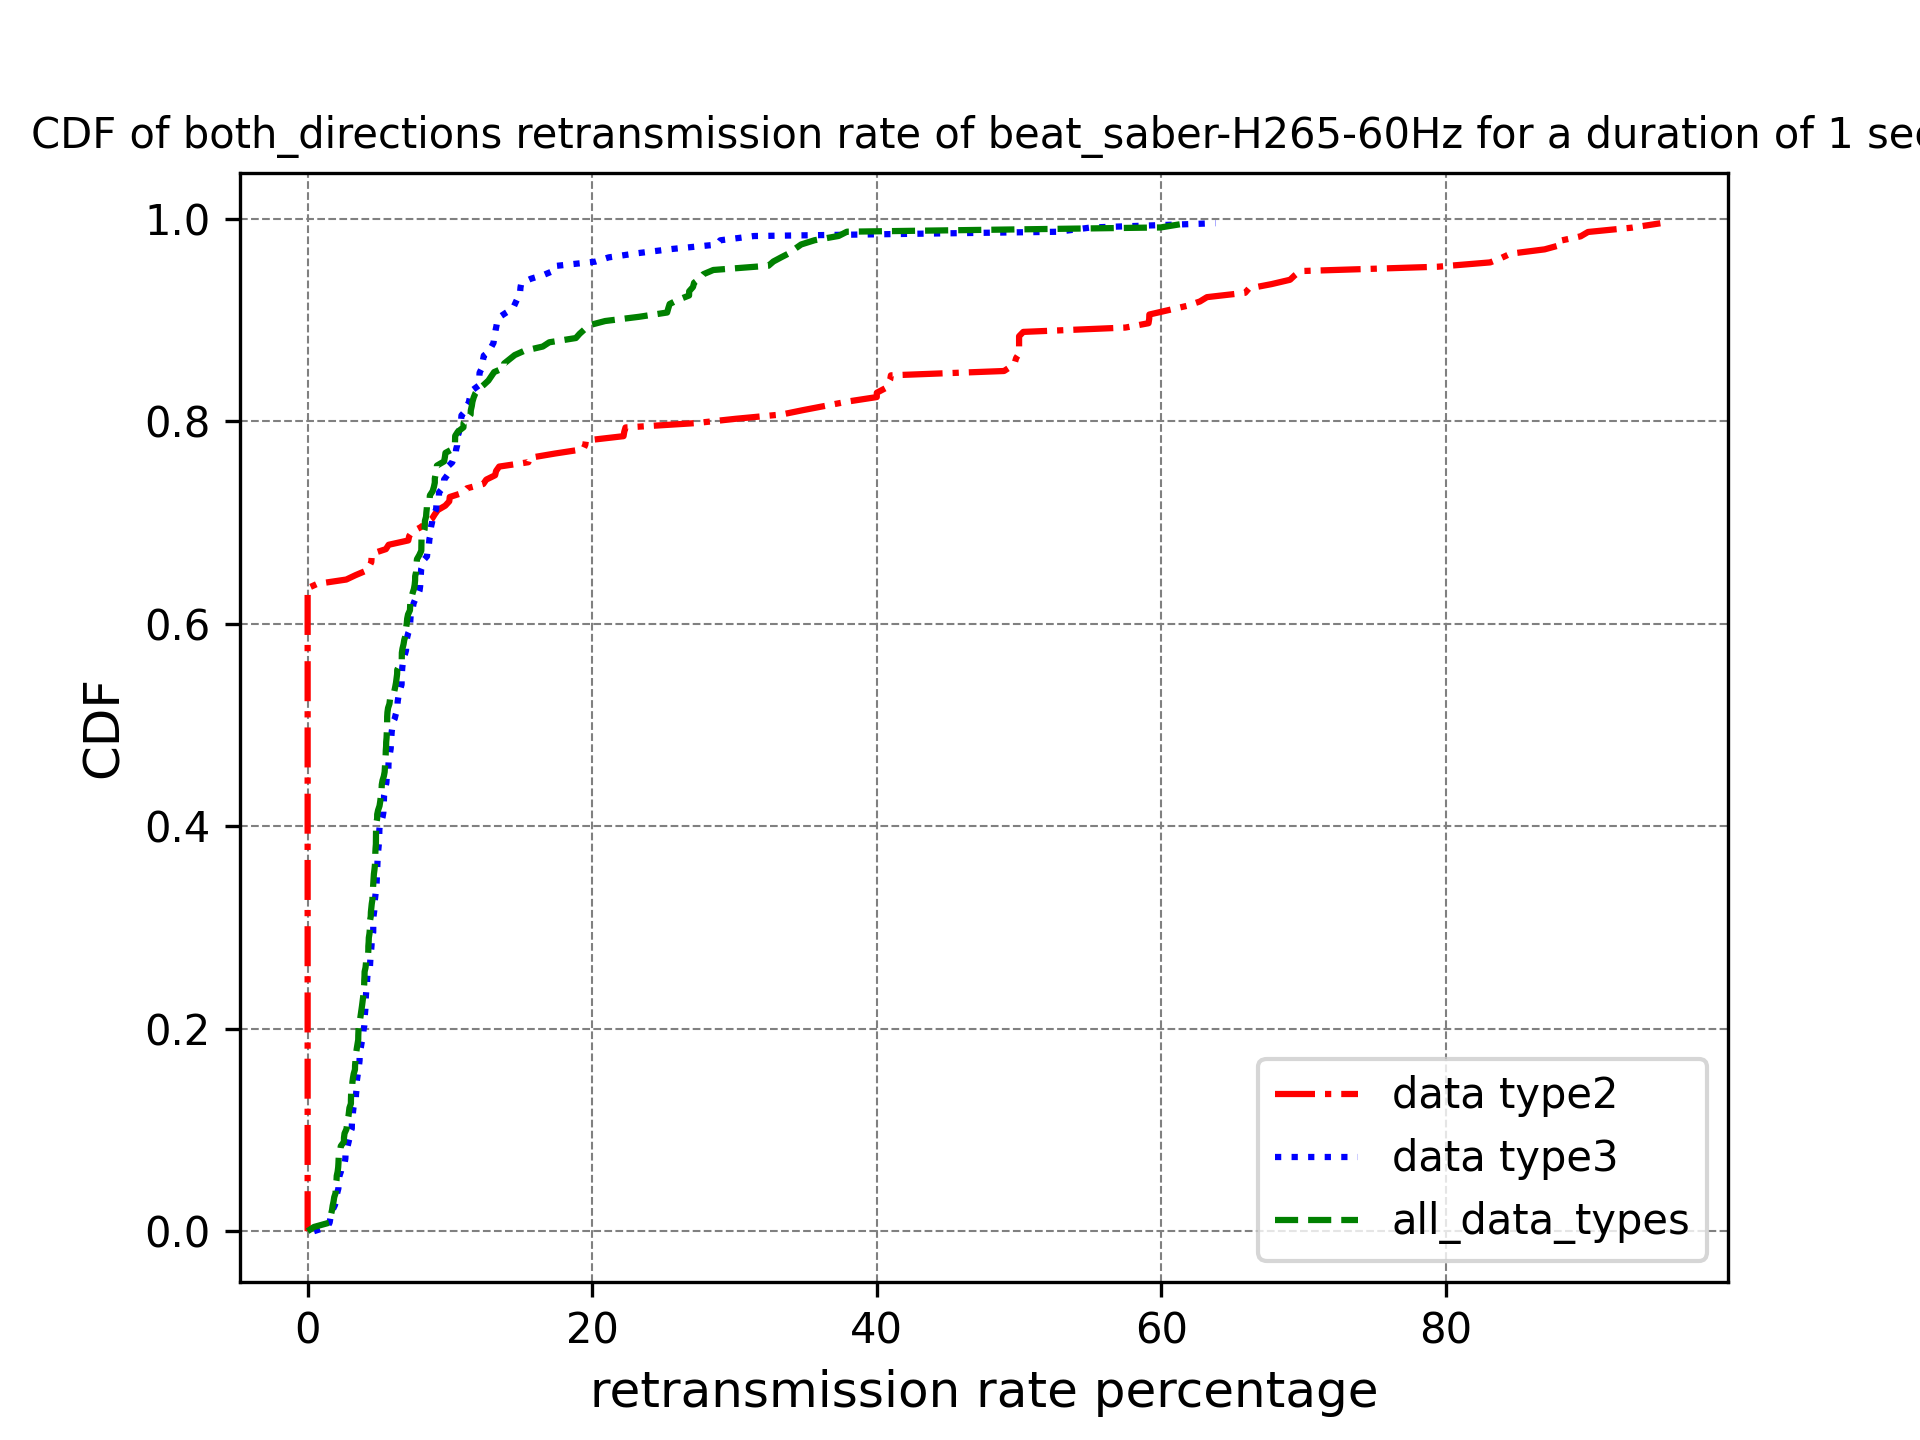 CDF of both_directions retransmission rate of beat_saber-H265-60Hz for a duration of 1
1.0
0.8
0.6
0.4
0.2
0.0
CDF
data type2
data type3
all_data_types
0 20 40 60 80
retransmission rate percentage